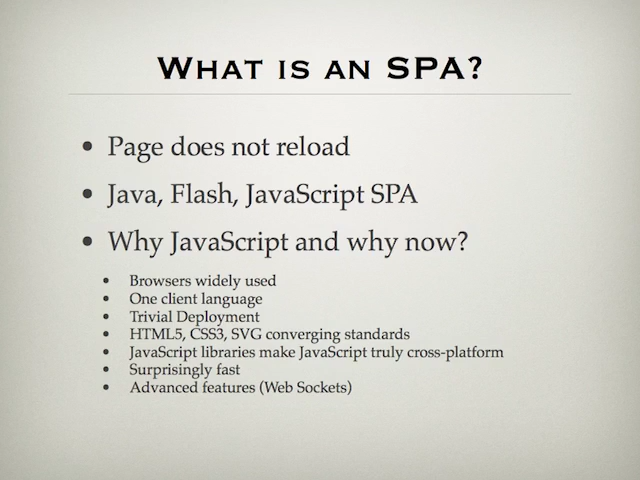 What is an SPA?
• Page does not reload
• Java, Flash, JavaScript SPA
• Why JavaScript and why now?
• Browsers widely used
• One client language
• Trivial Deployment
• HTML5, CSS3, SVG converging standards
• JavaScript libraries make JavaScript truly cross-platform
• Surprisingly fast
• Advanced features (Web Sockets)